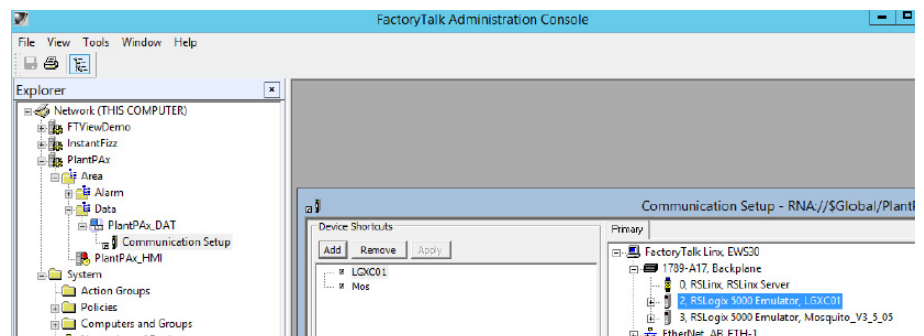 FactoryTalk Administration Console
File View Tools Window Help
Explorer
Network (THIS COMPUTER)
FTViewDemo
InstantFizz
PlantPAx
Area
Alarm
Data
PlantPAx_DAT
Communication Setup
PlantPAx_HMI
System
Action Groups
Policies
Computers and Groups
Communication Setup - RNA://$Global/PlantP
Device Shortcuts
Add Remove Apply
LGXC01
Mos
Primary
FactoryTalk Linx, EWS30
1789-A17, Backplane
0, RSLinx, RSLinx Server
2, RSLogix 5000 Emulator, LGXC01
3, RSLogix 5000 Emulator, Mosquito_V3_5_05
EtherNet, AB_ETH-1